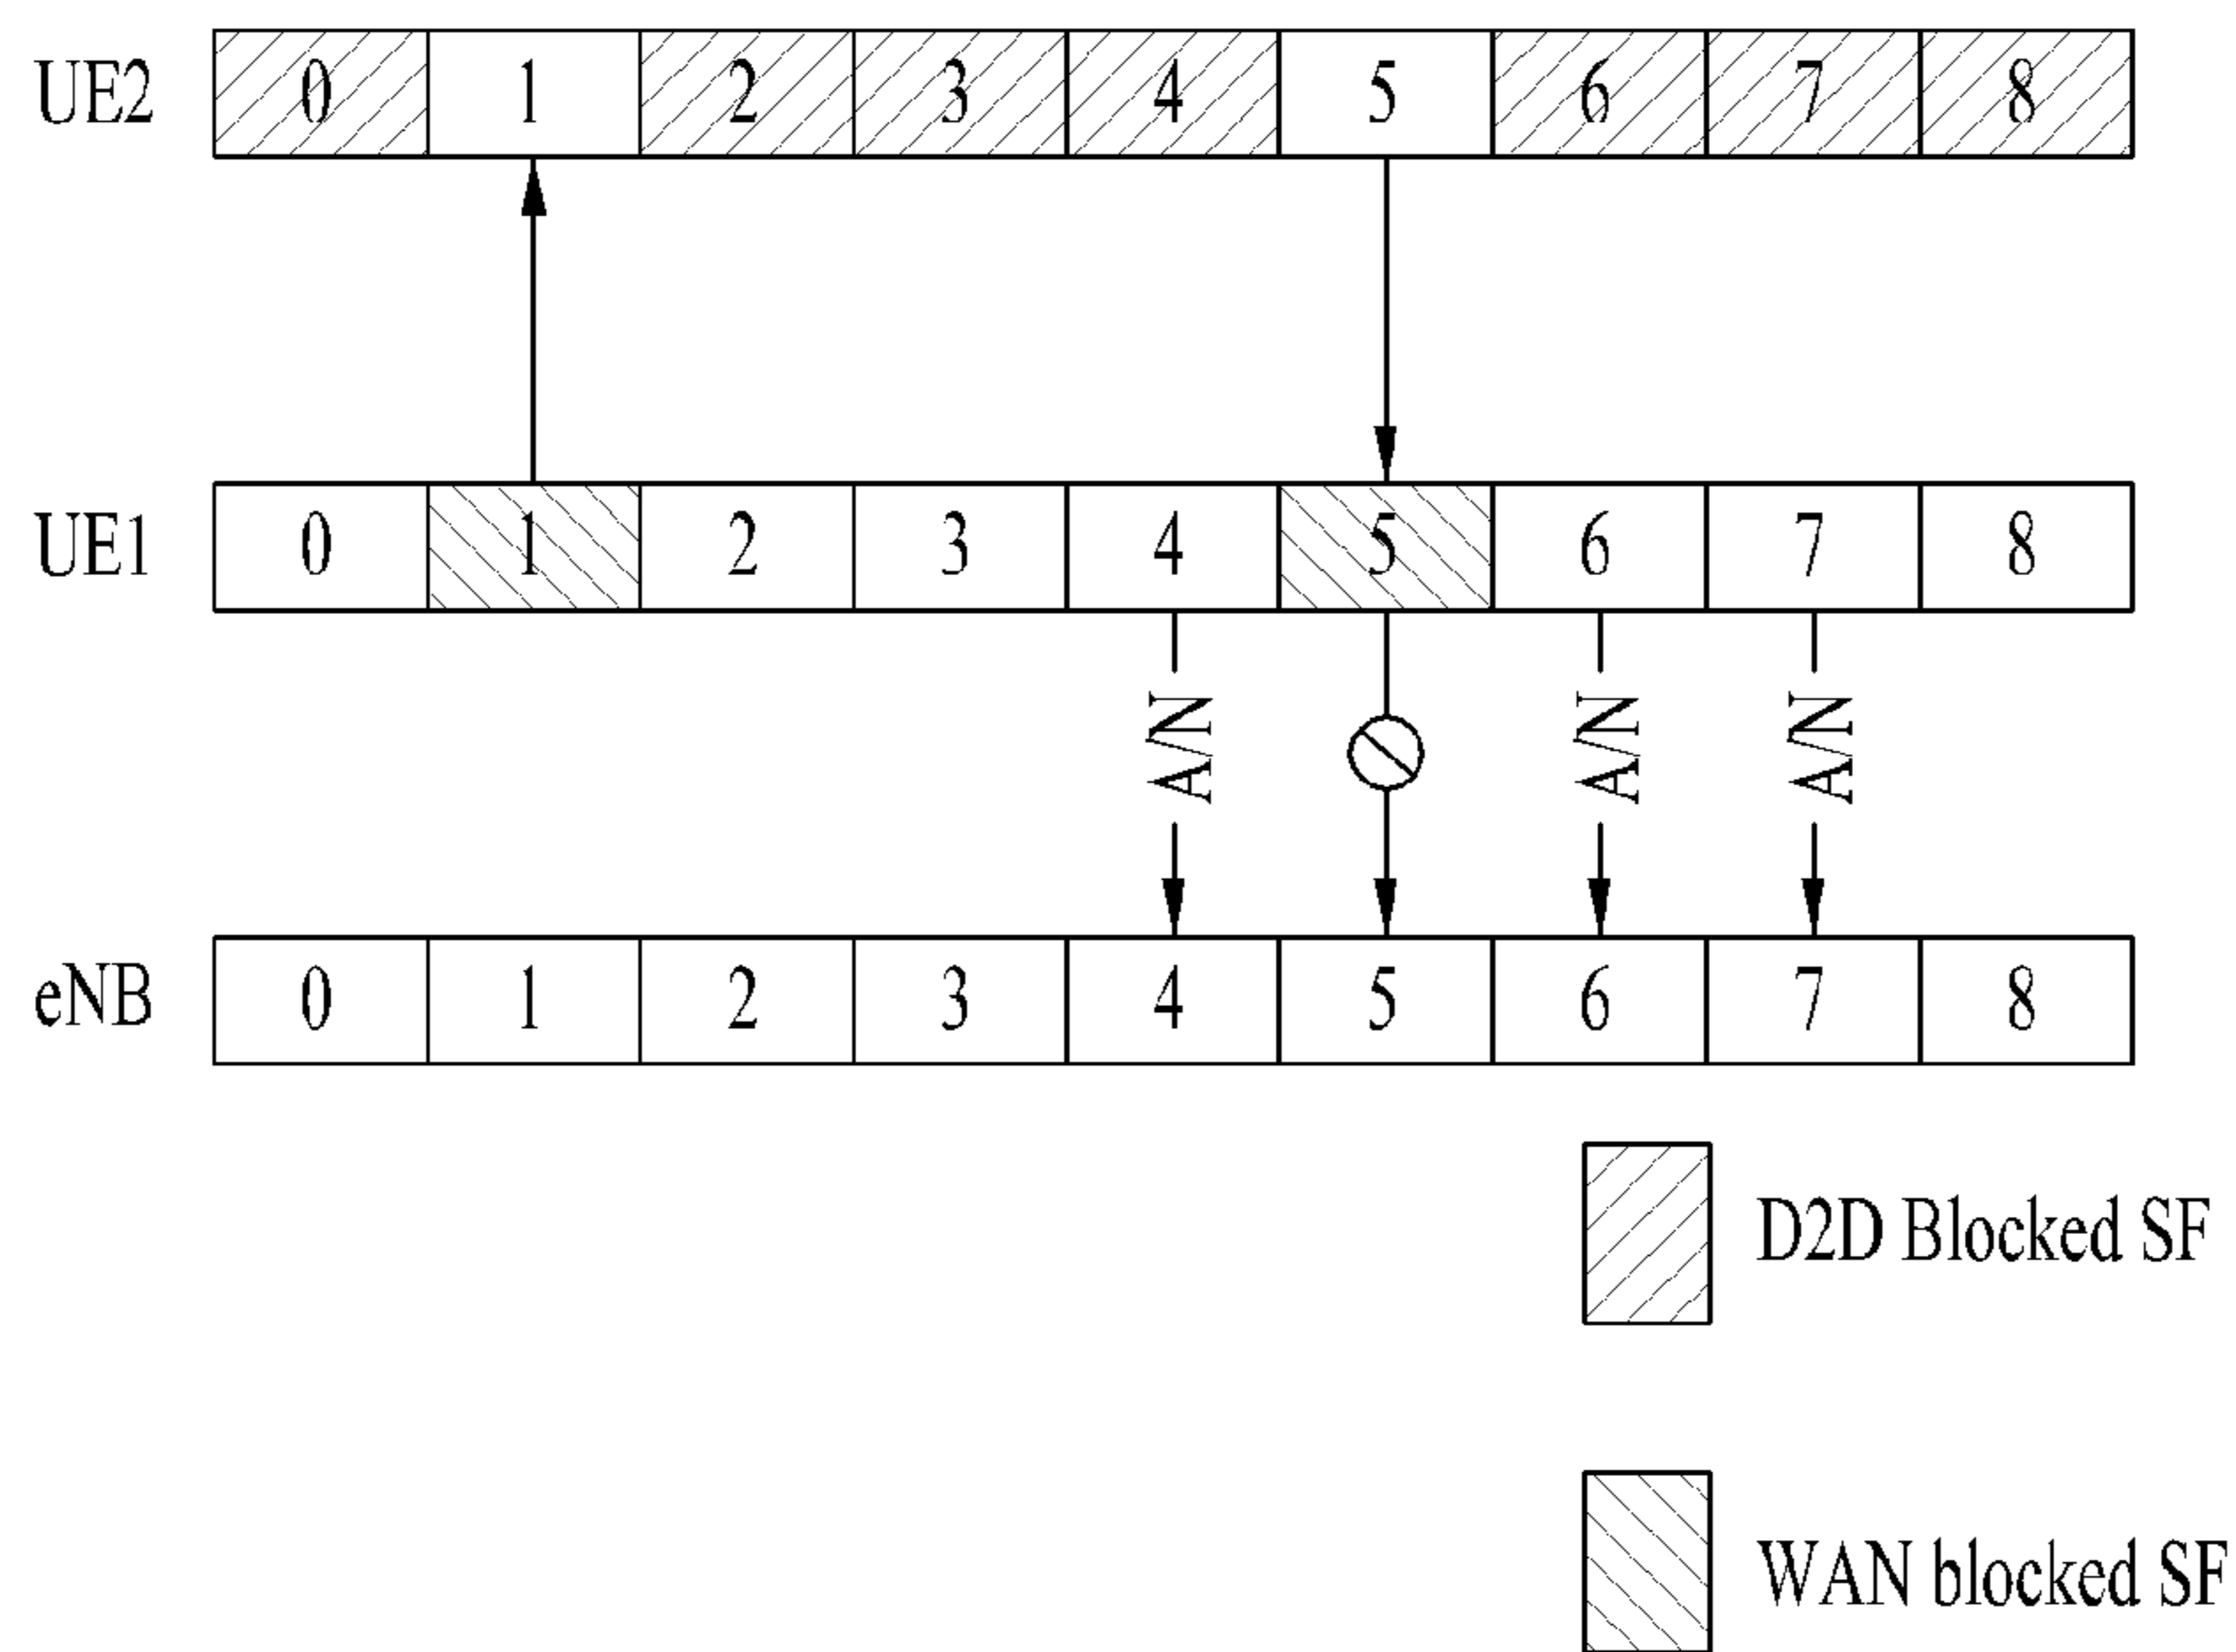 UE2 0 1 2 3 4 5 6 7 8
UE1 0 1 2 3 4 5 6 7 8
A/N A/N A/N
eNB 0 1 2 3 4 5 6 7 8
D2D Blocked SF
WAN blocked SF